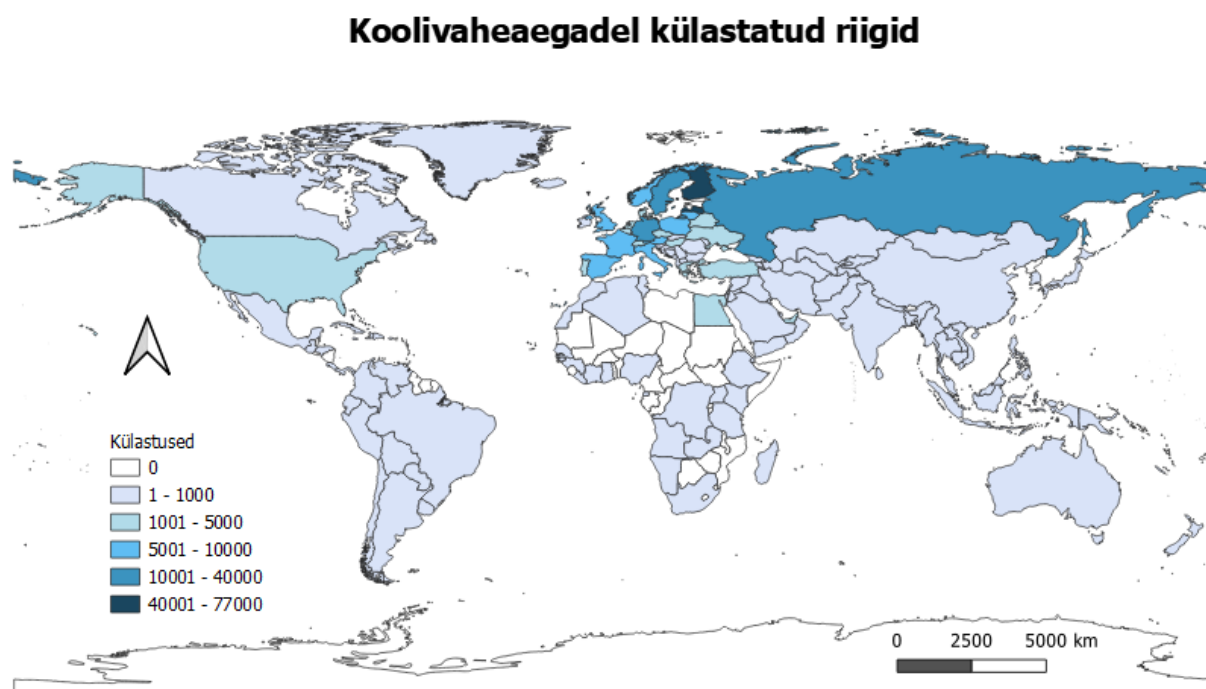 Koolivaheaegadel külastatud riigid
Külastused
0
1 - 1000
1001 - 5000
5001 - 10000
10001 - 40000
40001 - 77000
0 2500 5000 km